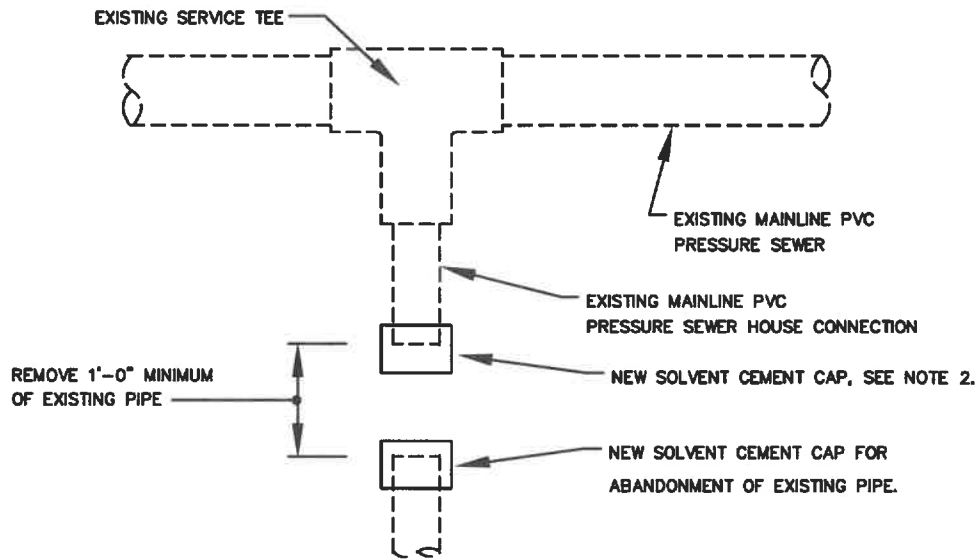 EXISTING SERVICE TEE
EXISTING MAINLINE PVC
PRESSURE SEWER
EXISTING MAINLINE PVC
PRESSURE SEWER HOUSE CONNECTION
REMOVE 1'-0" MINIMUM
OF EXISTING PIPE
NEW SOLVENT CEMENT CAP, SEE NOTE 2.
NEW SOLVENT CEMENT CAP FOR
ABANDONMENT OF EXISTING PIPE.